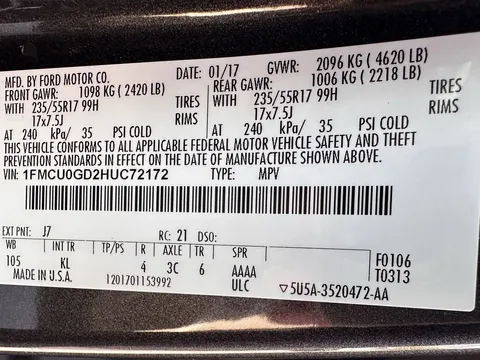 MFD. BY FORD MOTOR CO.
DATE: 01/17 GVWR: 2096 KG ( 4620 LB)
FRONT GAWR: 1098 KG ( 2420 LB) REAR GAWR: 1006 KG ( 2218 LB)
WITH 235/55R17 99H TIRES WITH 235/55R17 99H TIRES
17x7.5J RIMS 17x7.5J RIMS
AT 240 kPa/ 35 PSI COLD AT 240 kPa/ 35 PSI COLD
THIS VEHICLE CONFORMS TO ALL APPLICABLE FEDERAL MOTOR VEHICLE SAFETY AND THEFT
PREVENTION STANDARDS IN EFFECT ON THE DATE OF MANUFACTURE SHOWN ABOVE.
VIN: 1FMCU0GD2HUC72172 TYPE: MPV
EXT PNT: J7 RC: 21 DSO:
WB INT TR TP/PS R AXLE TR SPR F0106
105 KL 4 3C 6 AAAA T0313
MADE IN U.S.A. 1201701153992 ULC 5U5A-3520472-AA